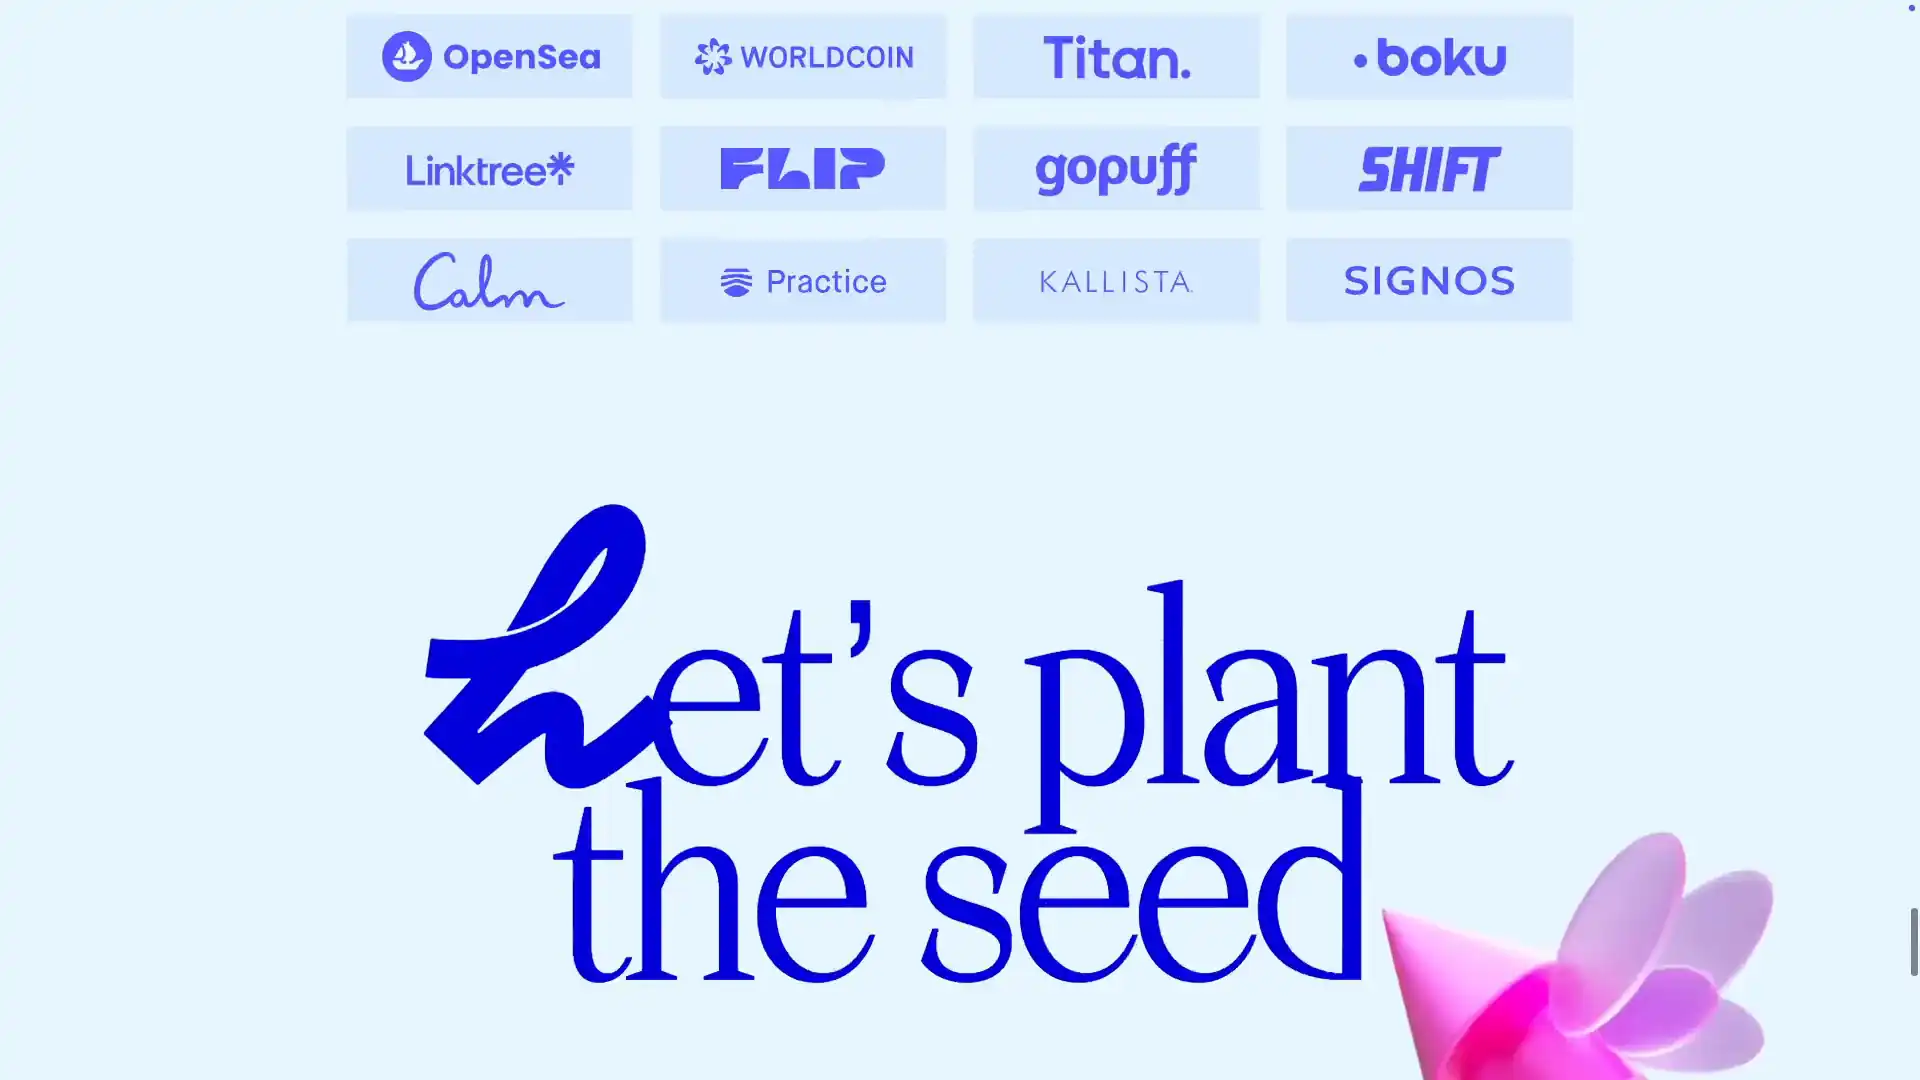 OpenSea WORLDCOIN Titan. boku
Linktree FLIP gopuff SHIFT
Calm Practice KALLISTA SIGNOS
Let’s plant
the seed